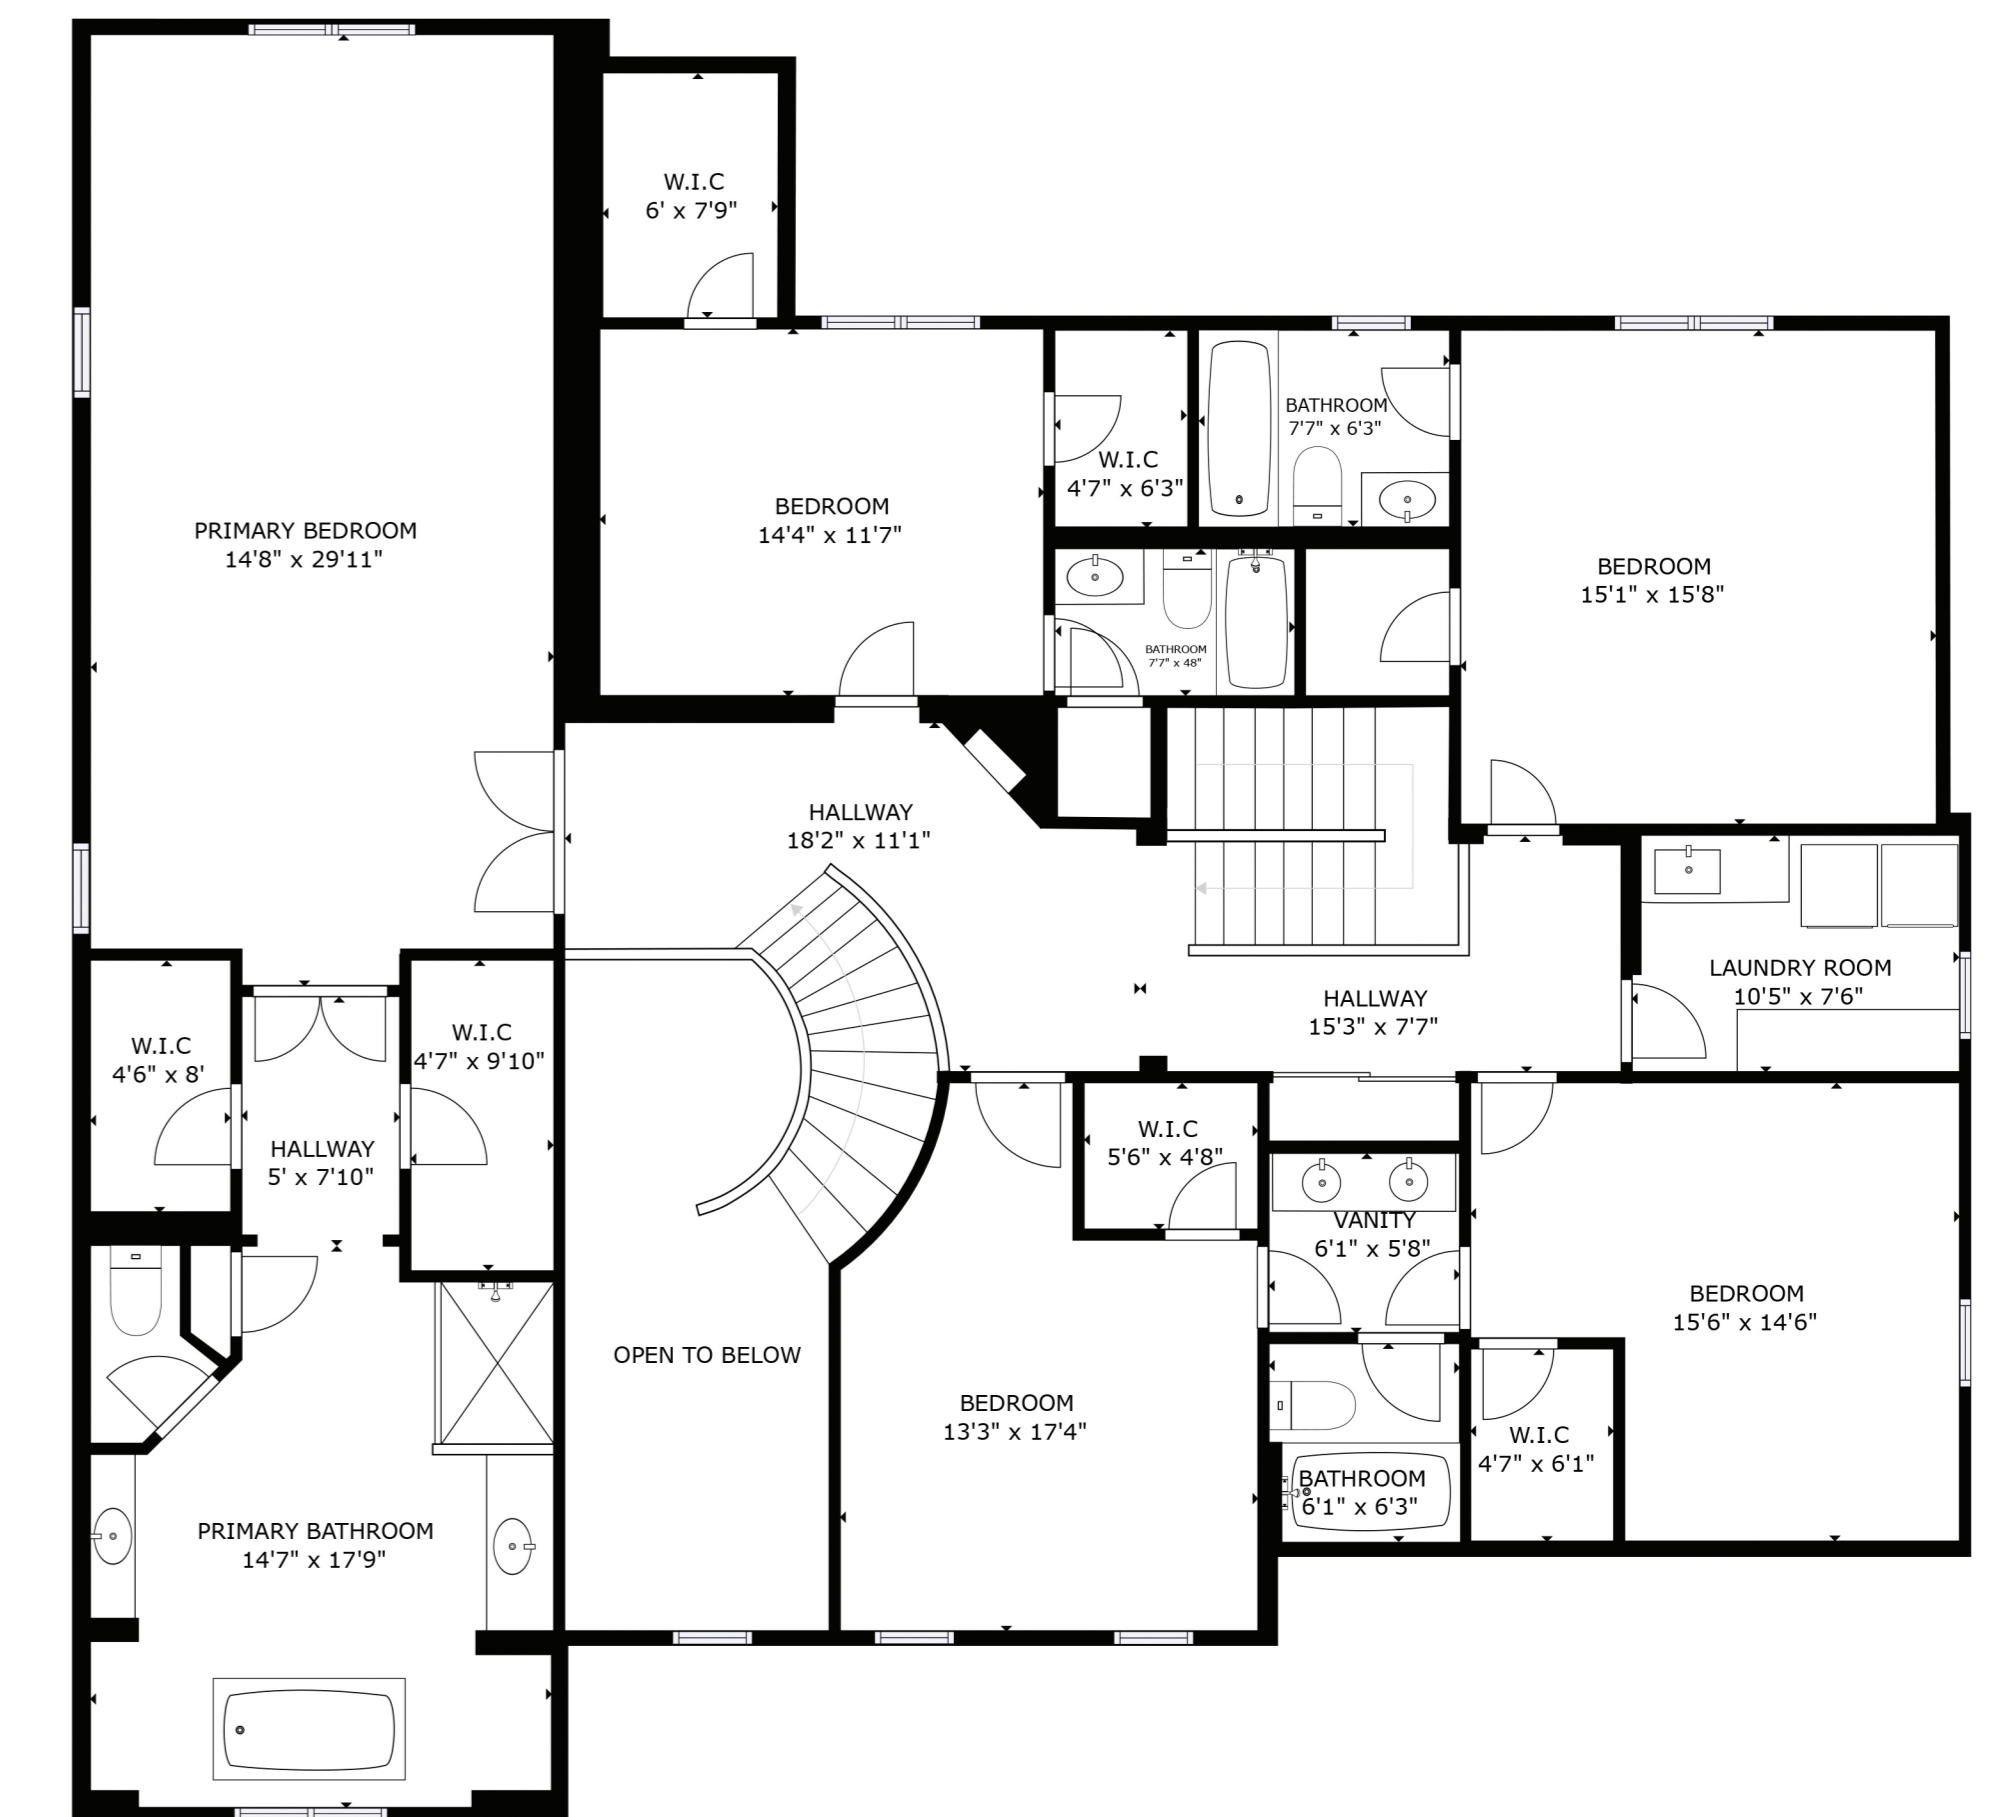 W.I.C
6' x 7'9"
BATHROOM
7'7" x 6'3"
W.I.C
4'7" x 6'3"
BEDROOM
14'4" x 11'7"
PRIMARY BEDROOM
14'8" x 29'11"
BEDROOM
15'1" x 15'8"
BATHROOM
7'7" x 48"
HALLWAY
18'2" x 11'1"
LAUNDRY ROOM
10'5" x 7'6"
HALLWAY
15'3" x 7'7"
W.I.C
4'6" x 8'
W.I.C
4'7" x 9'10"
HALLWAY
5' x 7'10"
W.I.C
5'6" x 4'8"
VANITY
6'1" x 5'8"
BEDROOM
15'6" x 14'6"
OPEN TO BELOW
BEDROOM
13'3" x 17'4"
W.I.C
4'7" x 6'1"
BATHROOM
6'1" x 6'3"
PRIMARY BATHROOM
14'7" x 17'9"